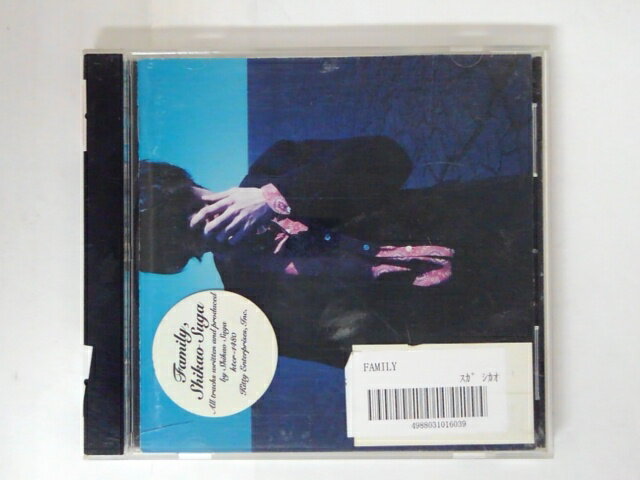 Family,
Shikao Suga
All tracks written and produced
by Shikao Suga
ktcr-1480
Kitty Enterprises, Inc.
FAMILY
スガ シカオ
4988031016039